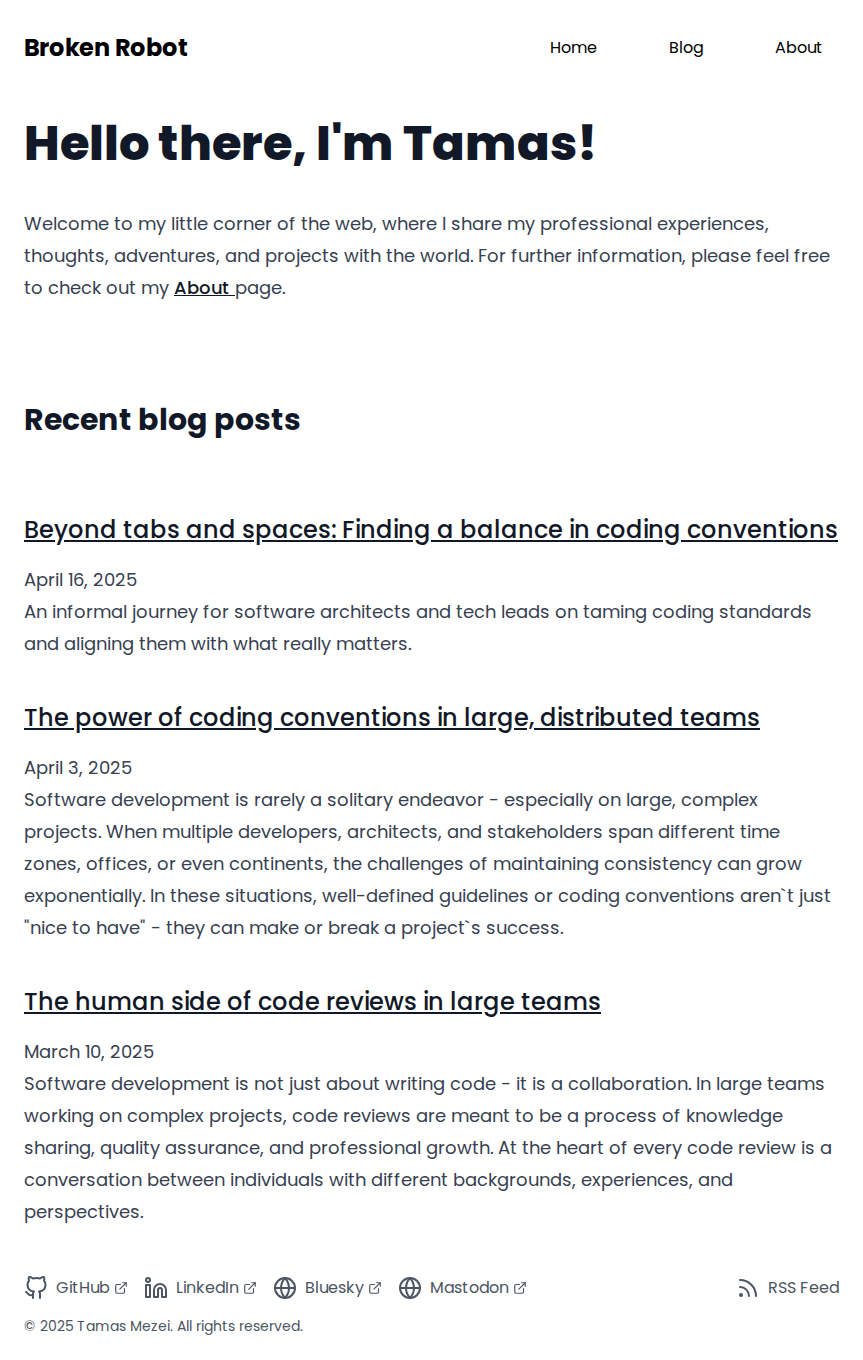 Broken Robot
Home Blog About
Hello there, I'm Tamas!
Welcome to my little corner of the web, where I share my professional experiences,
thoughts, adventures, and projects with the world. For further information, please feel free
to check out my About page.
Recent blog posts
Beyond tabs and spaces: Finding a balance in coding conventions
April 16, 2025
An informal journey for software architects and tech leads on taming coding standards
and aligning them with what really matters.
The power of coding conventions in large, distributed teams
April 3, 2025
Software development is rarely a solitary endeavor - especially on large, complex
projects. When multiple developers, architects, and stakeholders span different time
zones, offices, or even continents, the challenges of maintaining consistency can grow
exponentially. In these situations, well-defined guidelines or coding conventions aren`t just
"nice to have" - they can make or break a project`s success.
The human side of code reviews in large teams
March 10, 2025
Software development is not just about writing code - it is a collaboration. In large teams
working on complex projects, code reviews are meant to be a process of knowledge
sharing, quality assurance, and professional growth. At the heart of every code review is a
conversation between individuals with different backgrounds, experiences, and
perspectives.
GitHub LinkedIn Bluesky Mastodon RSS Feed
© 2025 Tamas Mezei. All rights reserved.